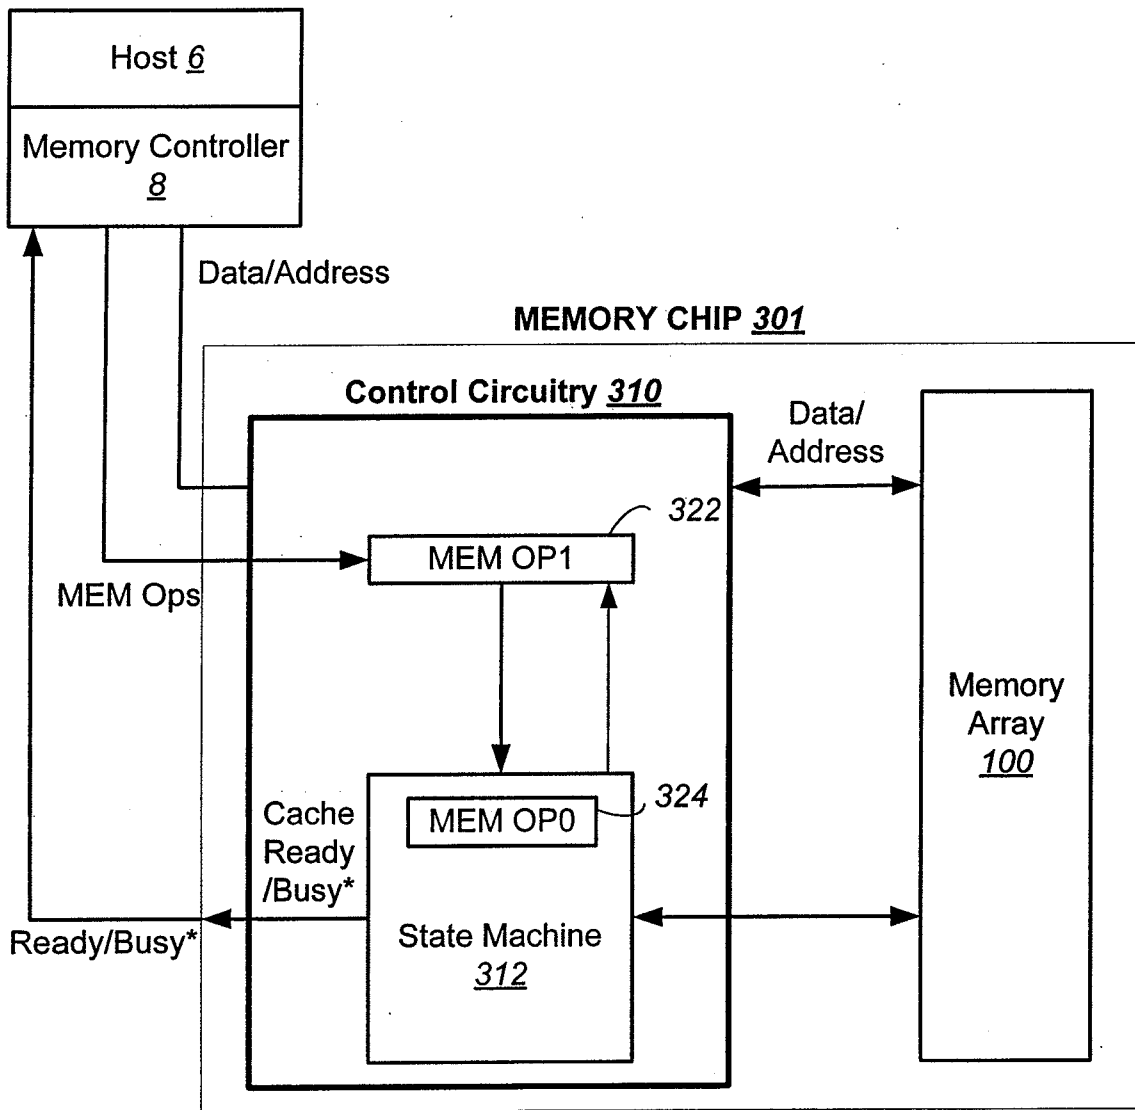 Host 6
Memory Controller
8
Data/Address
MEMORY CHIP 301
Control Circuitry 310
Data/
Address
322
MEM OP1
MEM Ops
Memory
Array
100
324
MEM OP0
Cache
Ready
/Busy*
Ready/Busy*
State Machine
312